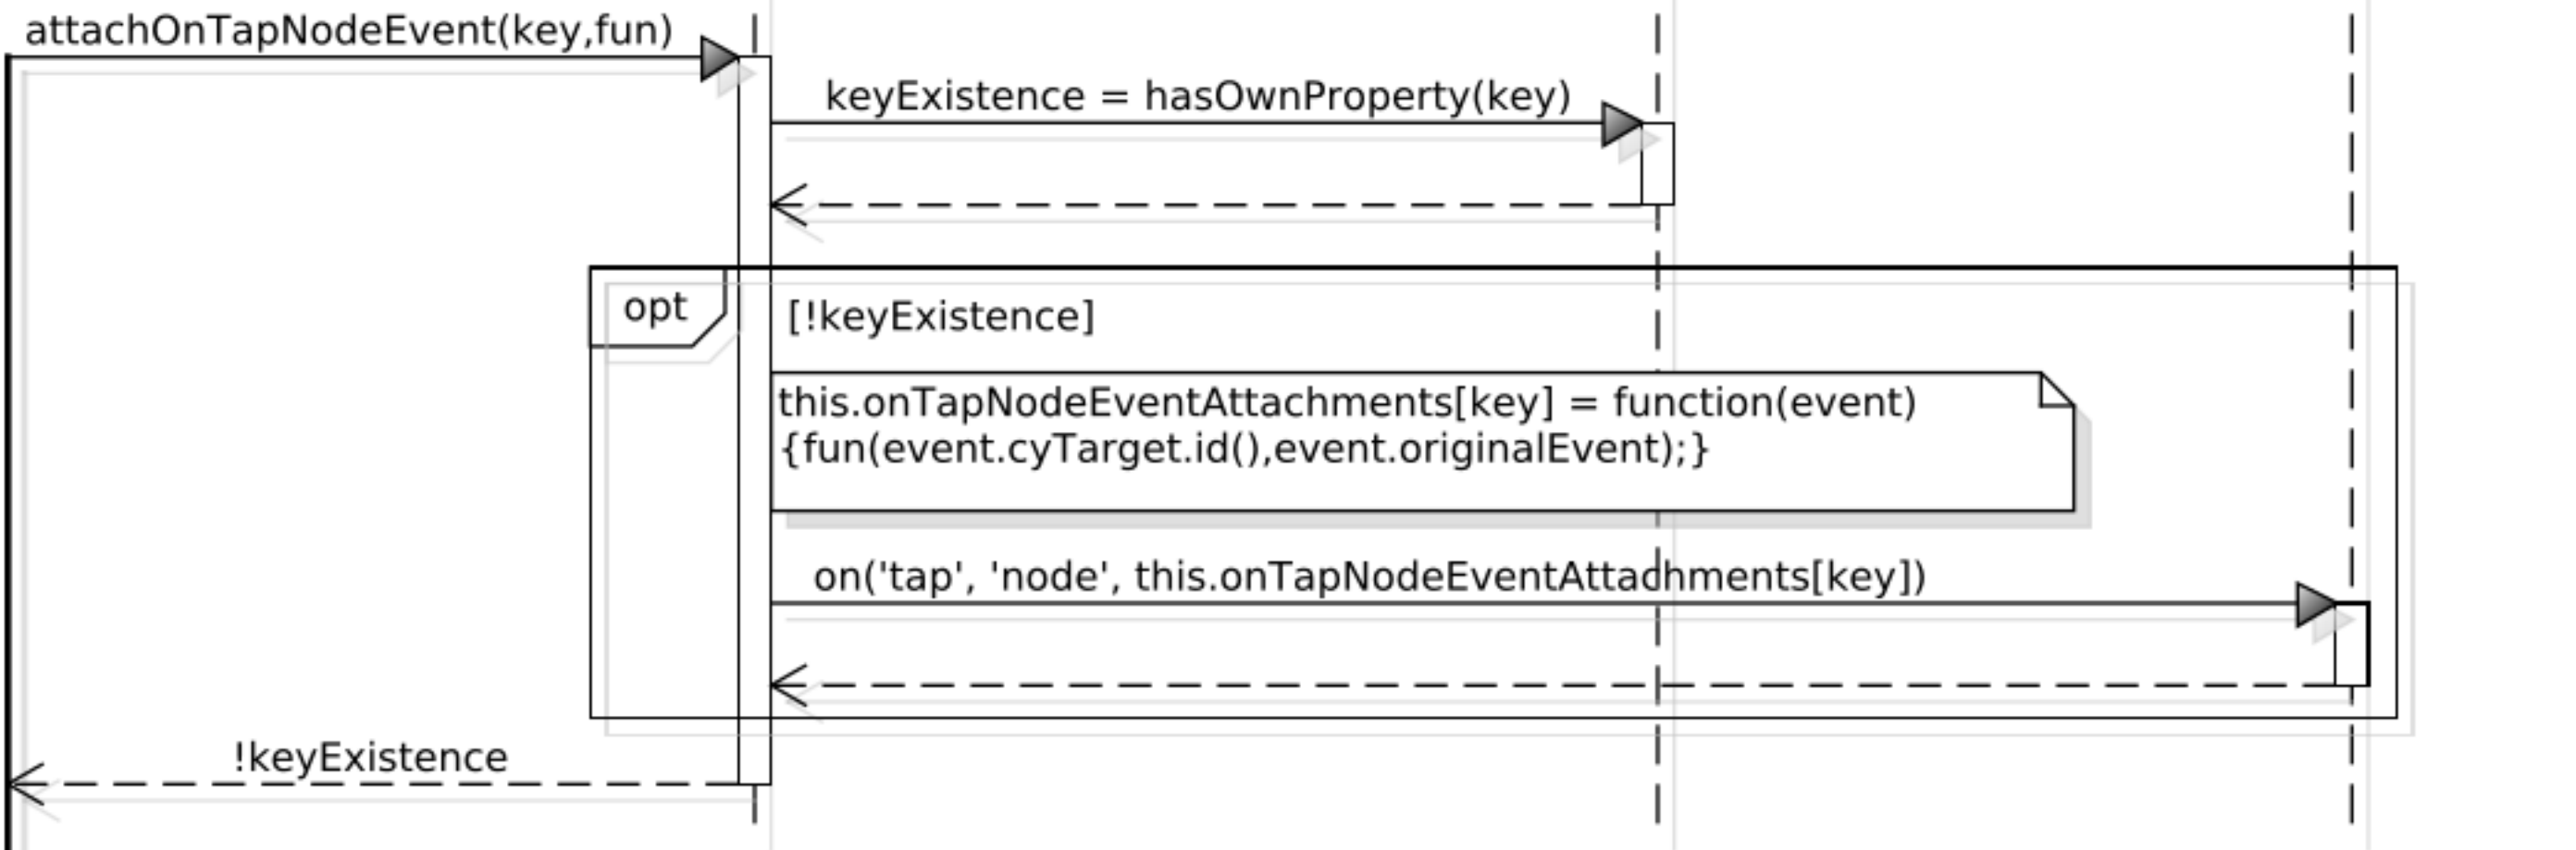 attachOnTapNodeEvent(key,fun)
keyExistence = hasOwnProperty(key)
opt
[!keyExistence]
this.onTapNodeEventAttachments[key] = function(event)
{fun(event.cyTarget.id(),event.originalEvent);}
on('tap', 'node', this.onTapNodeEventAttachments[key])
!keyExistence